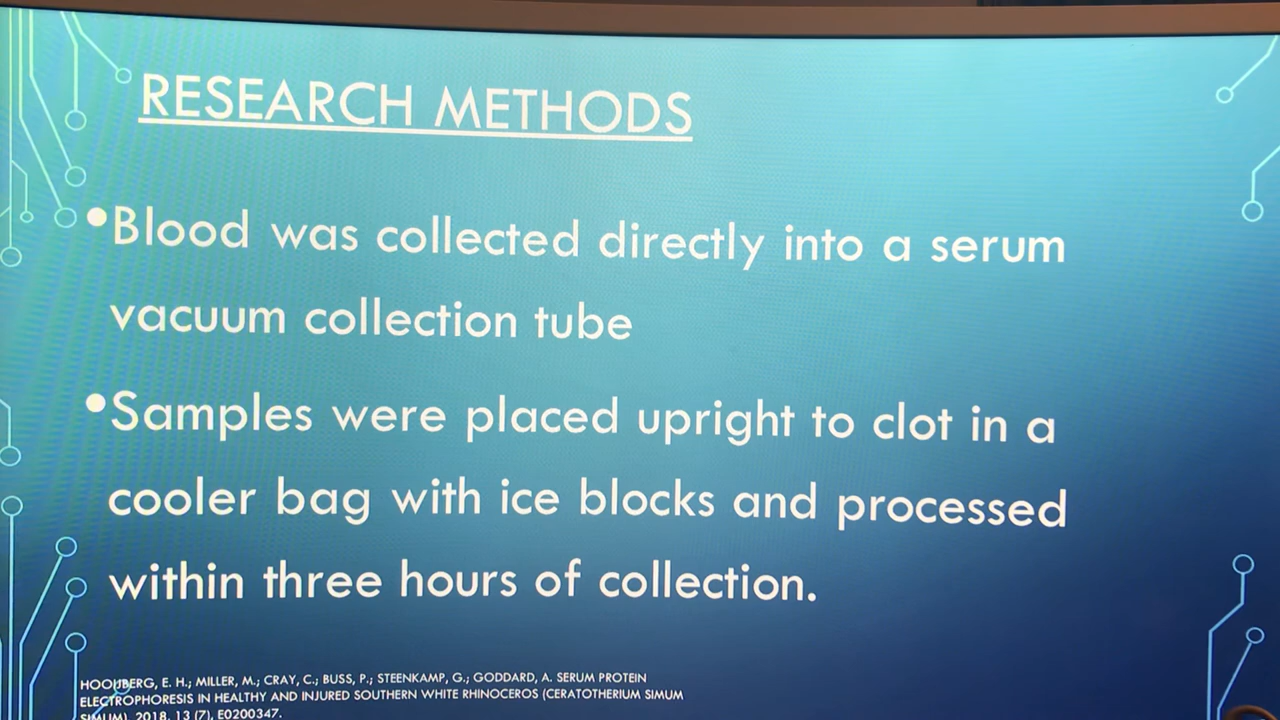 RESEARCH METHODS
•Blood was collected directly into a serum
vacuum collection tube
•Samples were placed upright to clot in a
cooler bag with ice blocks and processed
within three hours of collection.
HOOIJBERG, E. H.; MILLER, M.; CRAY, C.; BUSS, P.; STEENKAMP, G.; GODDARD, A. SERUM PROTEIN
ELECTROPHORESIS IN HEALTHY AND INJURED SOUTHERN WHITE RHINOCEROS (CERATOTHERIUM SIMUM
SIMUM). 2018, 13 (7), E0200347.